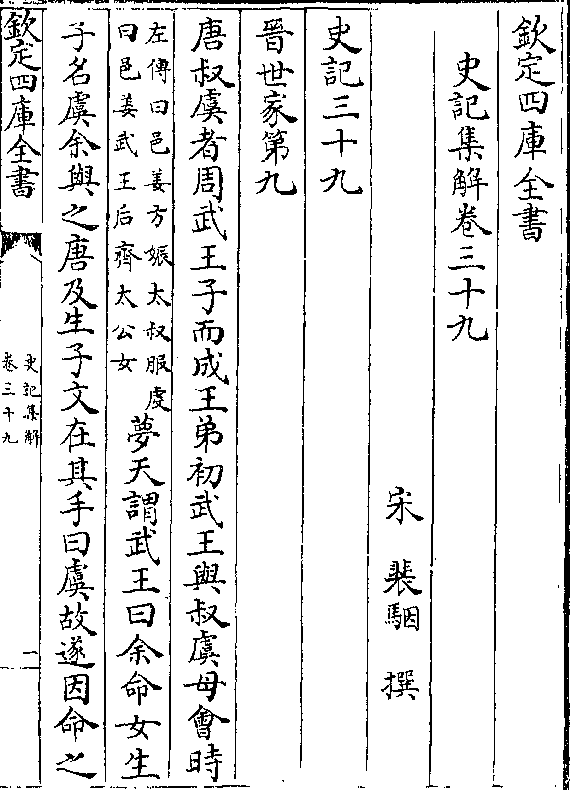 欽定四庫全書
史記集解卷三十九
宋 裴駰 撰
史記三十九
晉世家第九
唐叔虞者周武王子而成王弟初武王與叔虞母會時
左傳曰邑姜方娠太叔服虔
曰邑姜武王后齊太公女
夢天謂武王曰余命女生
子名虞余與之唐及生子文在其手曰虞故遂因命之
欽定四庫全書
史記集解
卷三十九
一